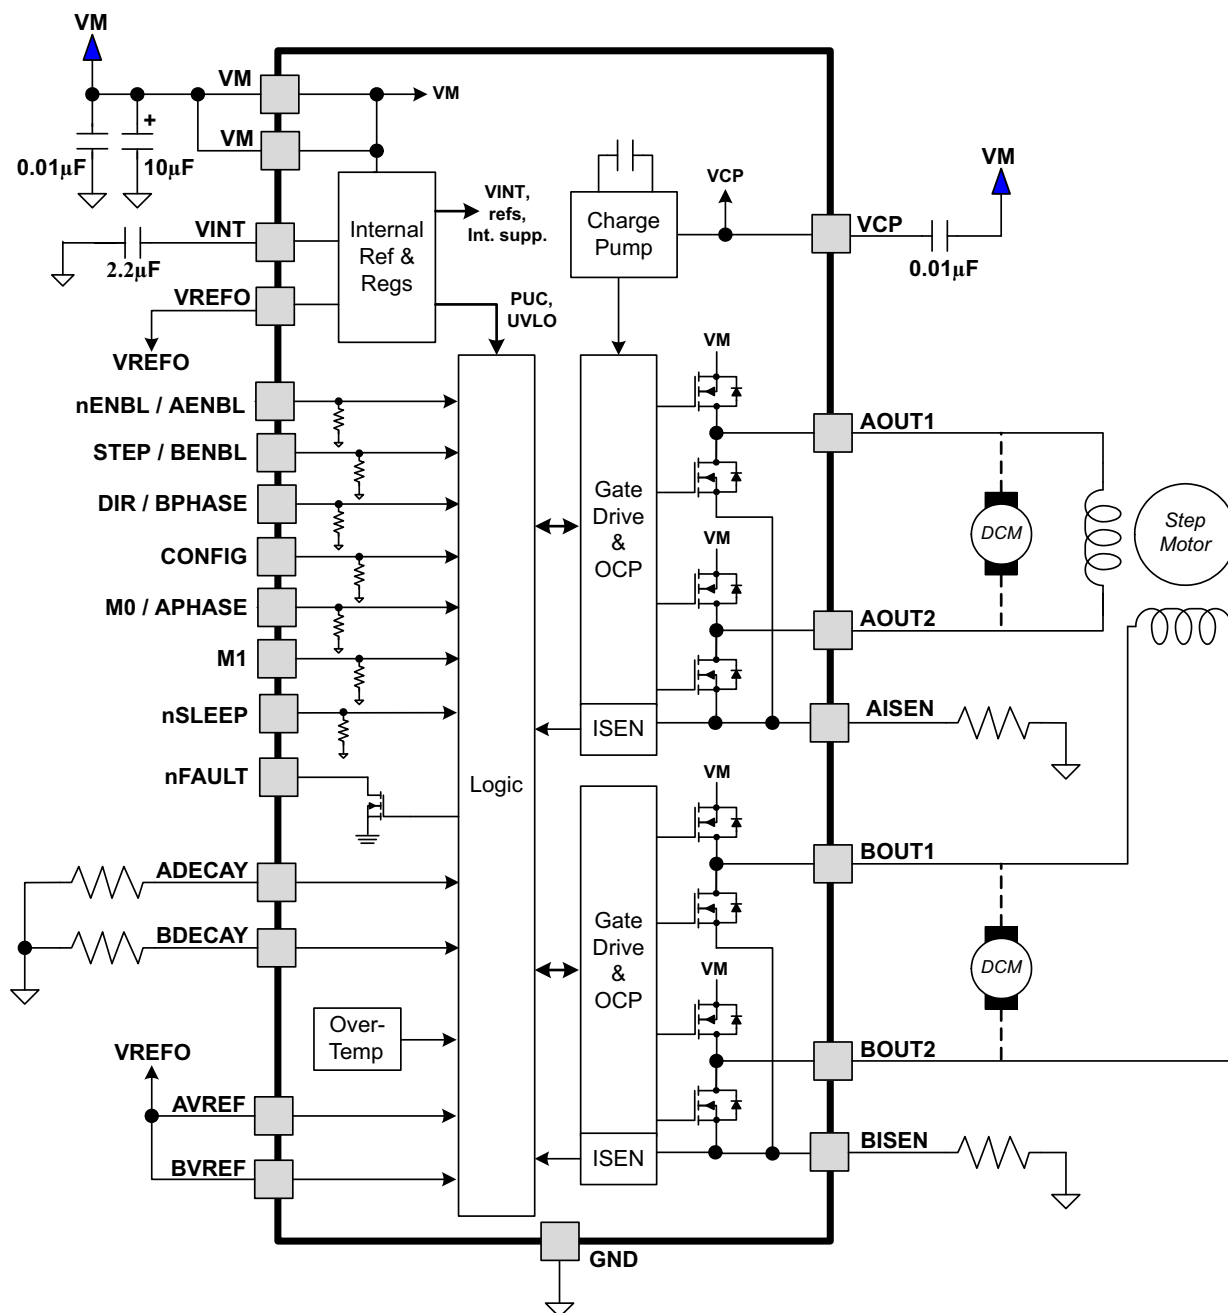 VM
VM
VM
VM
+
0.01µF
10µF
VINT
2.2µF
VREFO
VREFO
Internal
Ref &
Regs
VINT,
refs,
Int. supp.
PUC,
UVLO
Charge
Pump
VCP
VCP
VM
0.01µF
nENBL / AENBL
STEP / BENBL
DIR / BPHASE
CONFIG
M0 / APHASE
M1
nSLEEP
nFAULT
ADECAY
BDECAY
Over-
Temp
VREFO
AVREF
BVREF
Logic
Gate
Drive
&
OCP
ISEN
VM
VM
AOUT1
DCM
Step
Motor
AOUT2
AISEN
Gate
Drive
&
OCP
ISEN
VM
VM
BOUT1
DCM
BOUT2
BISEN
GND